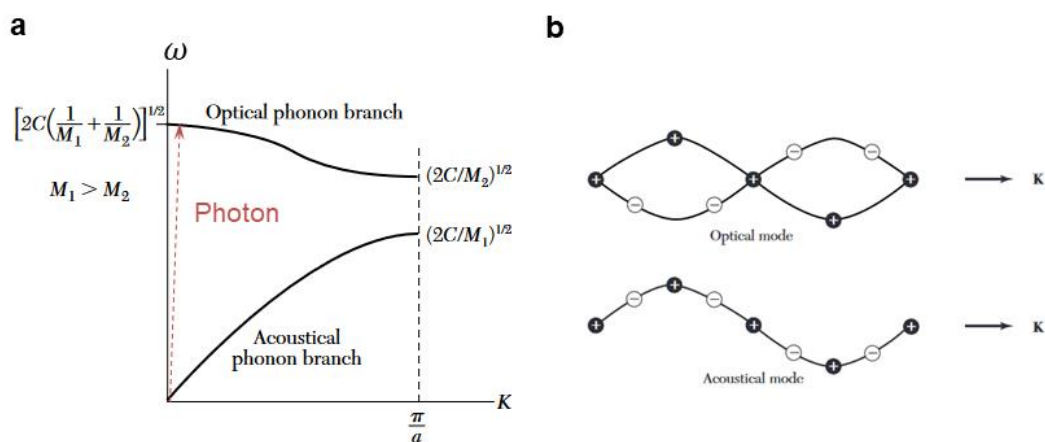 a
ω
[2C(1/M₁ + 1/M₂)]^1/2
Optical phonon branch
(2C/M₂)^1/2
M₁ > M₂
Photon
(2C/M₁)^1/2
Acoustical
phonon branch
K
π/a
b
+ + + + +
− − − −
K
Optical mode
+ + + + +
− − − −
K
Acoustical mode